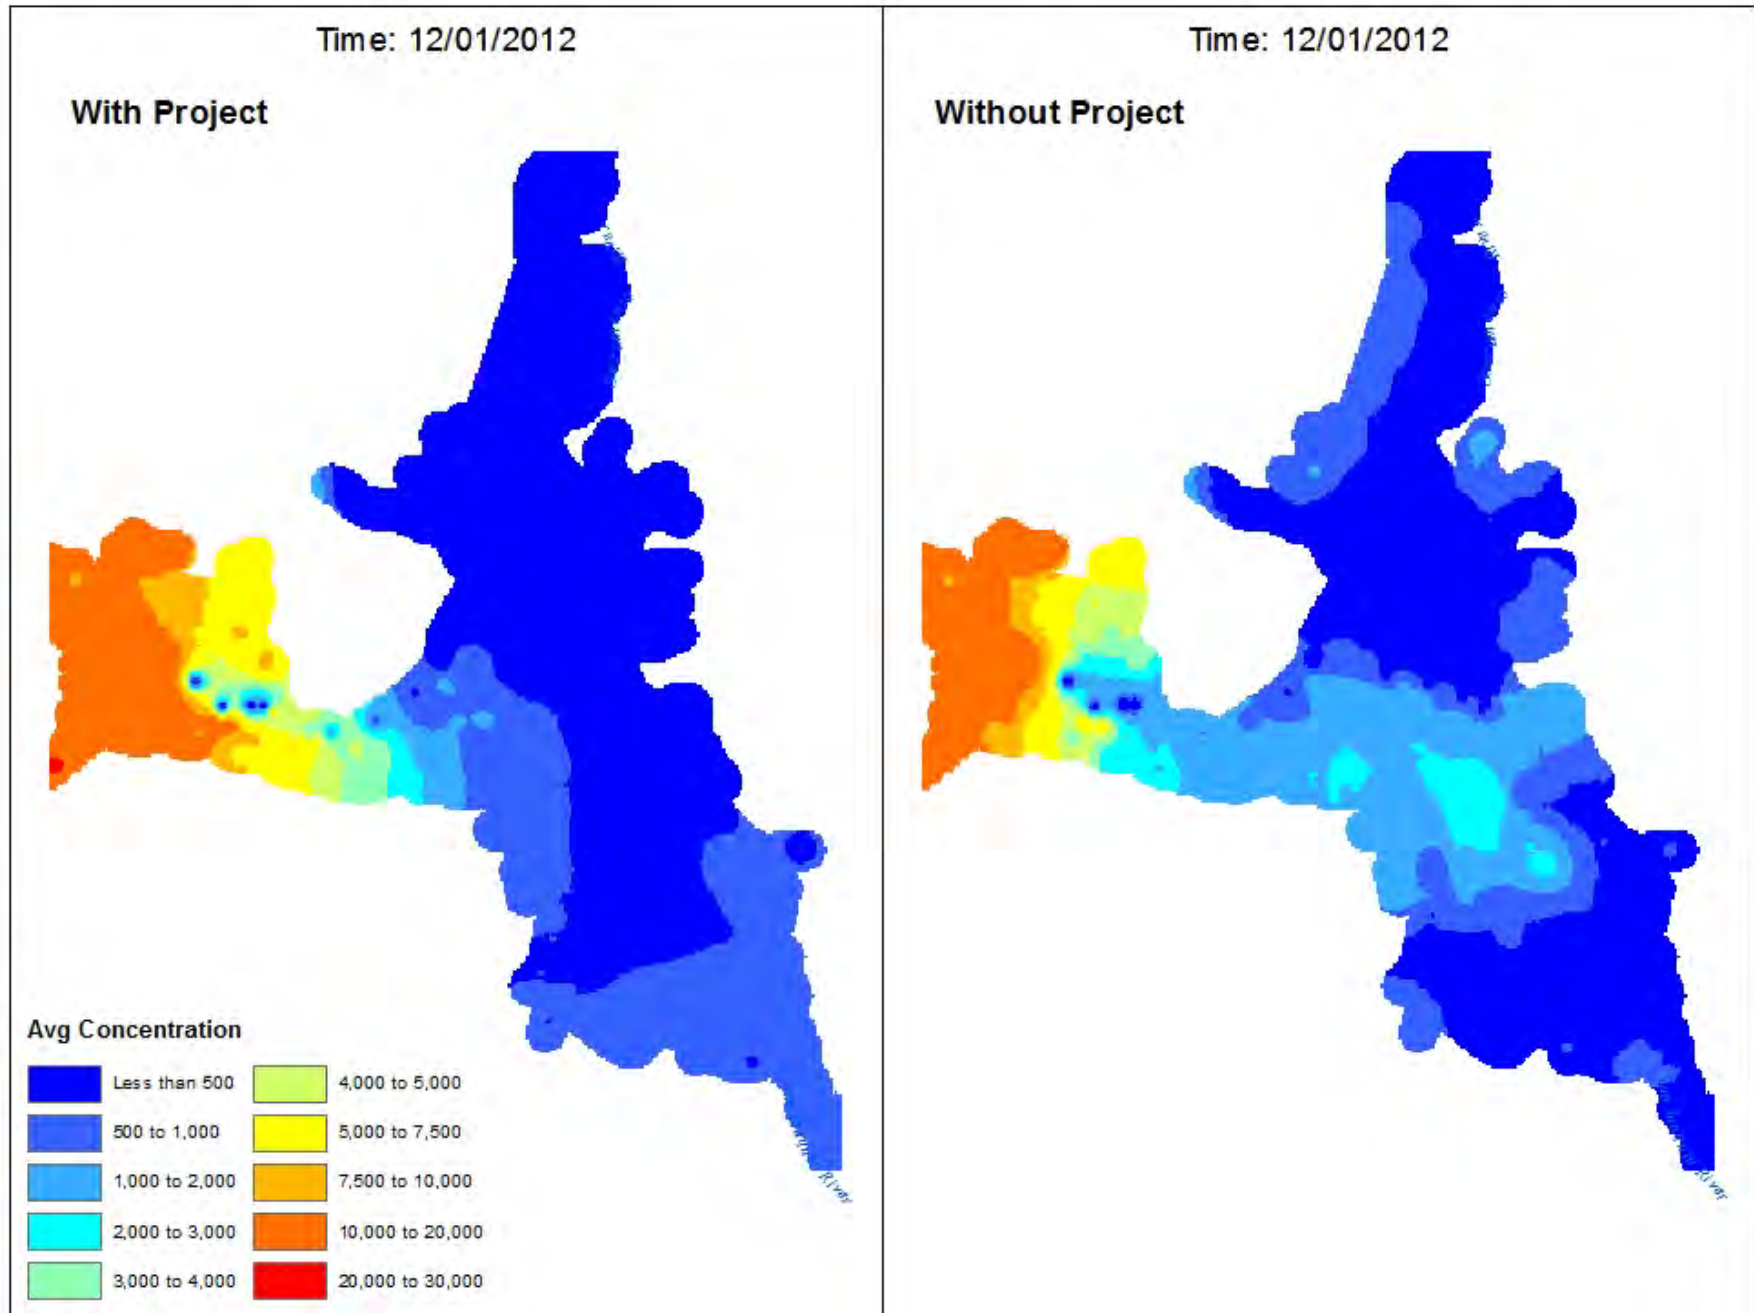 Time: 12/01/2012
With Project
Time: 12/01/2012
Without Project
Avg Concentration
Less than 500
500 to 1,000
1,000 to 2,000
2,000 to 3,000
3,000 to 4,000
4,000 to 5,000
5,000 to 7,500
7,500 to 10,000
10,000 to 20,000
20,000 to 30,000
River
River